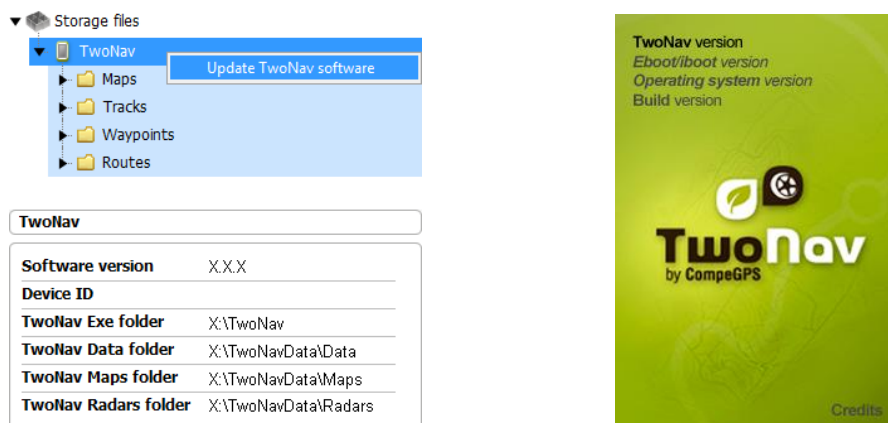 Storage files
TwoNav
Update TwoNav software
Maps
Tracks
Waypoints
Routes
TwoNav
Software version X.X.X
Device ID
TwoNav Exe folder X:\TwoNav
TwoNav Data folder X:\TwoNavData\Data
TwoNav Maps folder X:\TwoNavData\Maps
TwoNav Radars folder X:\TwoNavData\Radars
TwoNav version
Eboot/iboot version
Operating system version
Build version
TwoNav
by CompeGPS
Credits